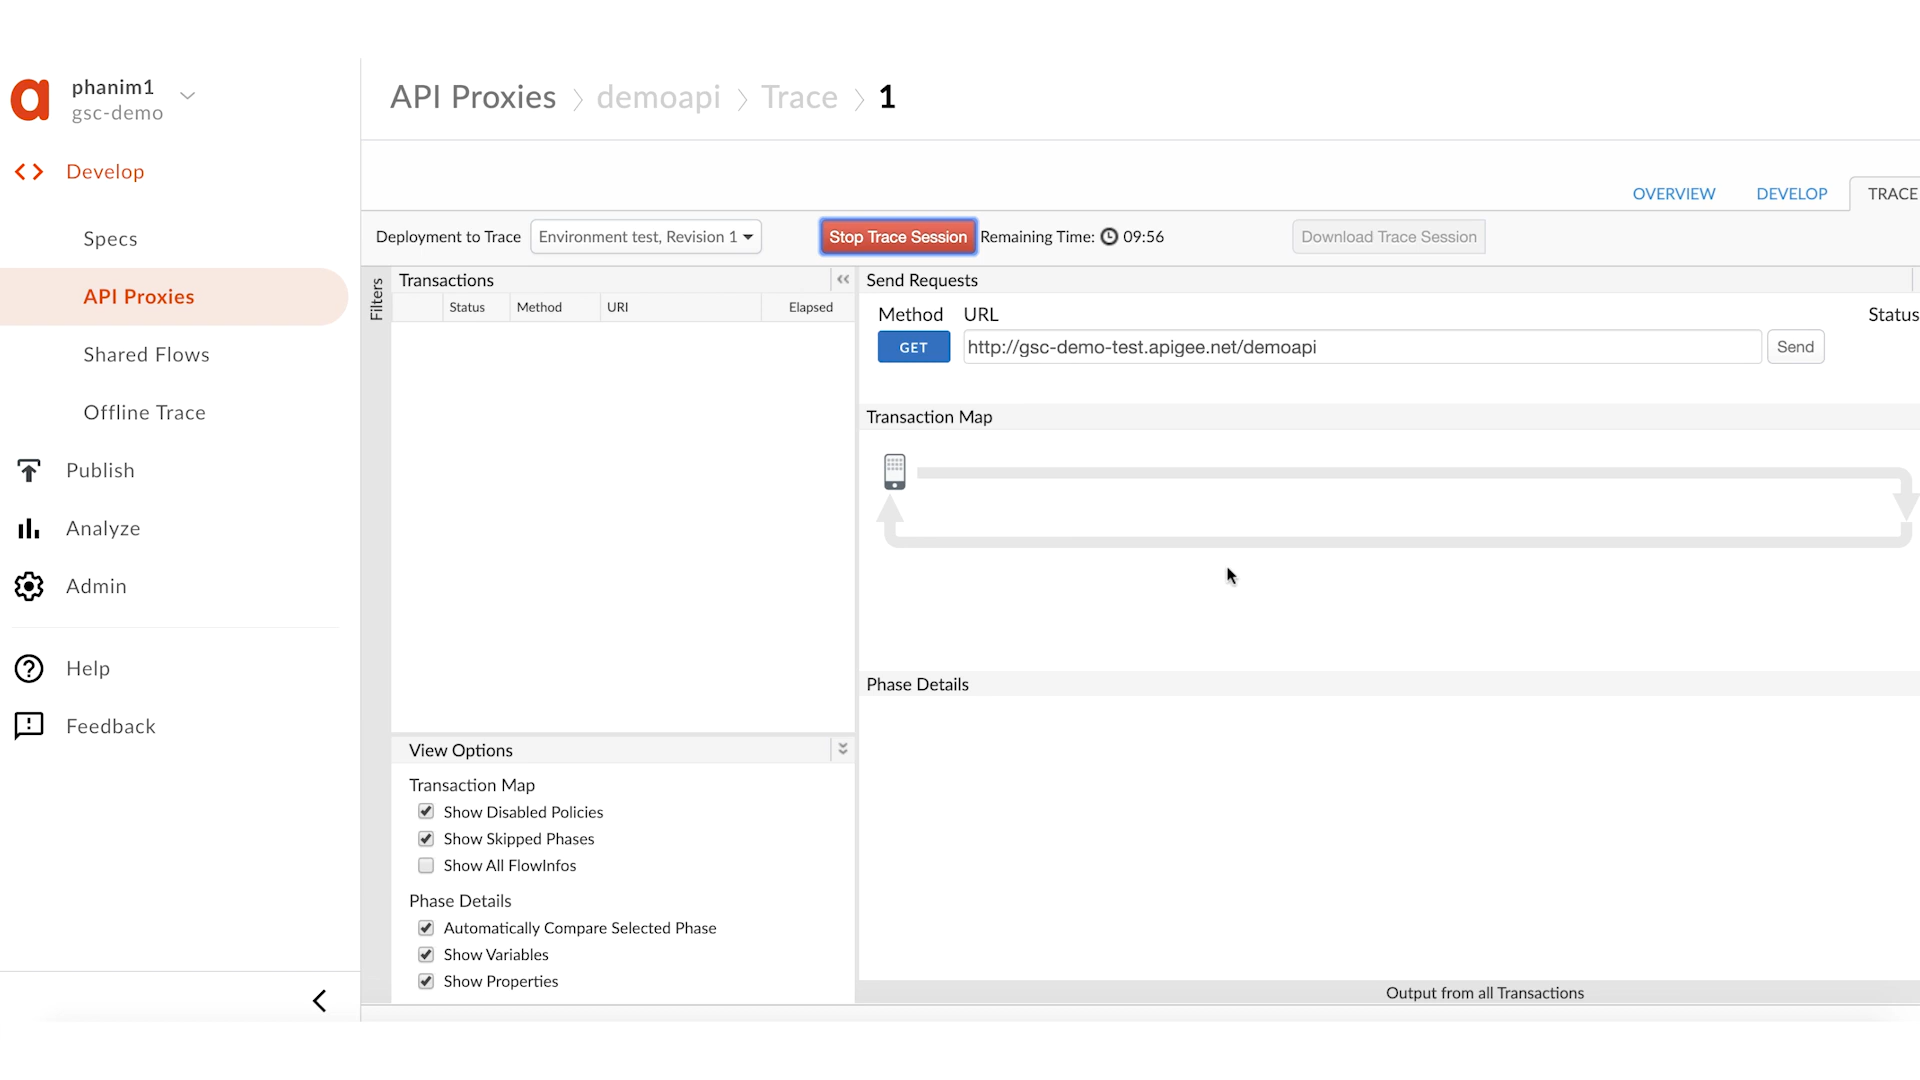 phanim1
gsc-demo
Develop
Specs
API Proxies
Shared Flows
Offline Trace
Publish
Analyze
Admin
Help
Feedback
API Proxies > demoapi > Trace > 1
OVERVIEW DEVELOP TRACE
Deployment to Trace Environment test, Revision 1 Stop Trace Session Remaining Time: 09:56 Download Trace Session
Filters
Transactions
Status Method URI Elapsed
Send Requests
Method URL Status
GET http://gsc-demo-test.apigee.net/demoapi Send
Transaction Map
Phase Details
View Options
Transaction Map
Show Disabled Policies
Show Skipped Phases
Show All FlowInfos
Phase Details
Automatically Compare Selected Phase
Show Variables
Show Properties
Output from all Transactions